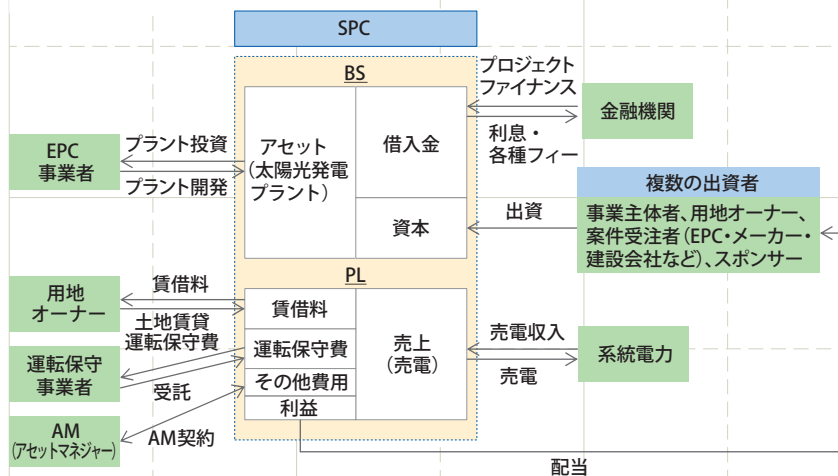 SPC
BS
プロジェクト
ファイナンス
金融機関
利息・
各種フィー
EPC
事業者
プラント投資
プラント開発
アセット
(太陽光発電
プラント)
借入金
資本
出資
複数の出資者
事業主体者、用地オーナー、
案件受注者(EPC・メーカー・
建設会社など)、スポンサー
PL
用地
オーナー
賃借料
土地賃貸
賃借料
運転保守費
運転保守費
その他費用
利益
売上
(売電)
売電収入
売電
系統電力
運転保守
事業者
受託
AM
(アセットマネジャー)
AM契約
配当